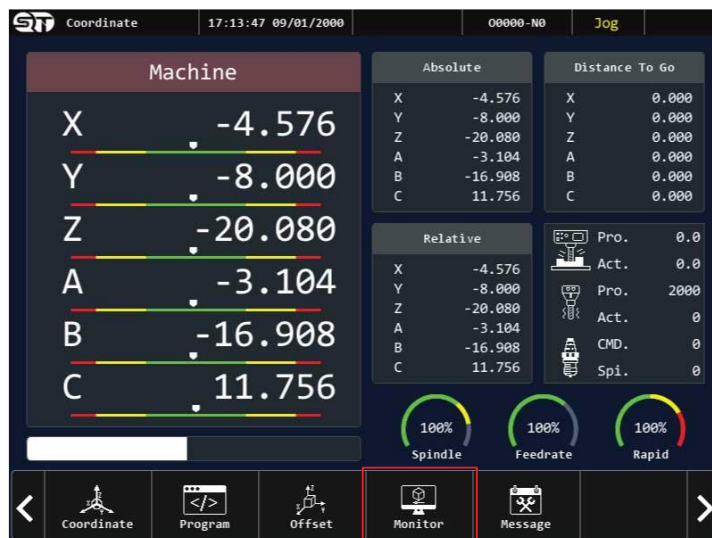 Coordinate 17:13:47 09/01/2000 O0000-N0 Jog
Machine
X -4.576
Y -8.000
Z -20.080
A -3.104
B -16.908
C 11.756
Absolute
X -4.576
Y -8.000
Z -20.080
A -3.104
B -16.908
C 11.756
Distance To Go
X 0.000
Y 0.000
Z 0.000
A 0.000
B 0.000
C 0.000
Relative
X -4.576
Y -8.000
Z -20.080
A -3.104
B -16.908
C 11.756
Pro. 0.0
Act. 0.0
Pro. 2000
Act. 0
CMD. 0
Spi. 0
100% 100% 100%
Spindle Feedrate Rapid
Coordinate Program Offset Monitor Message